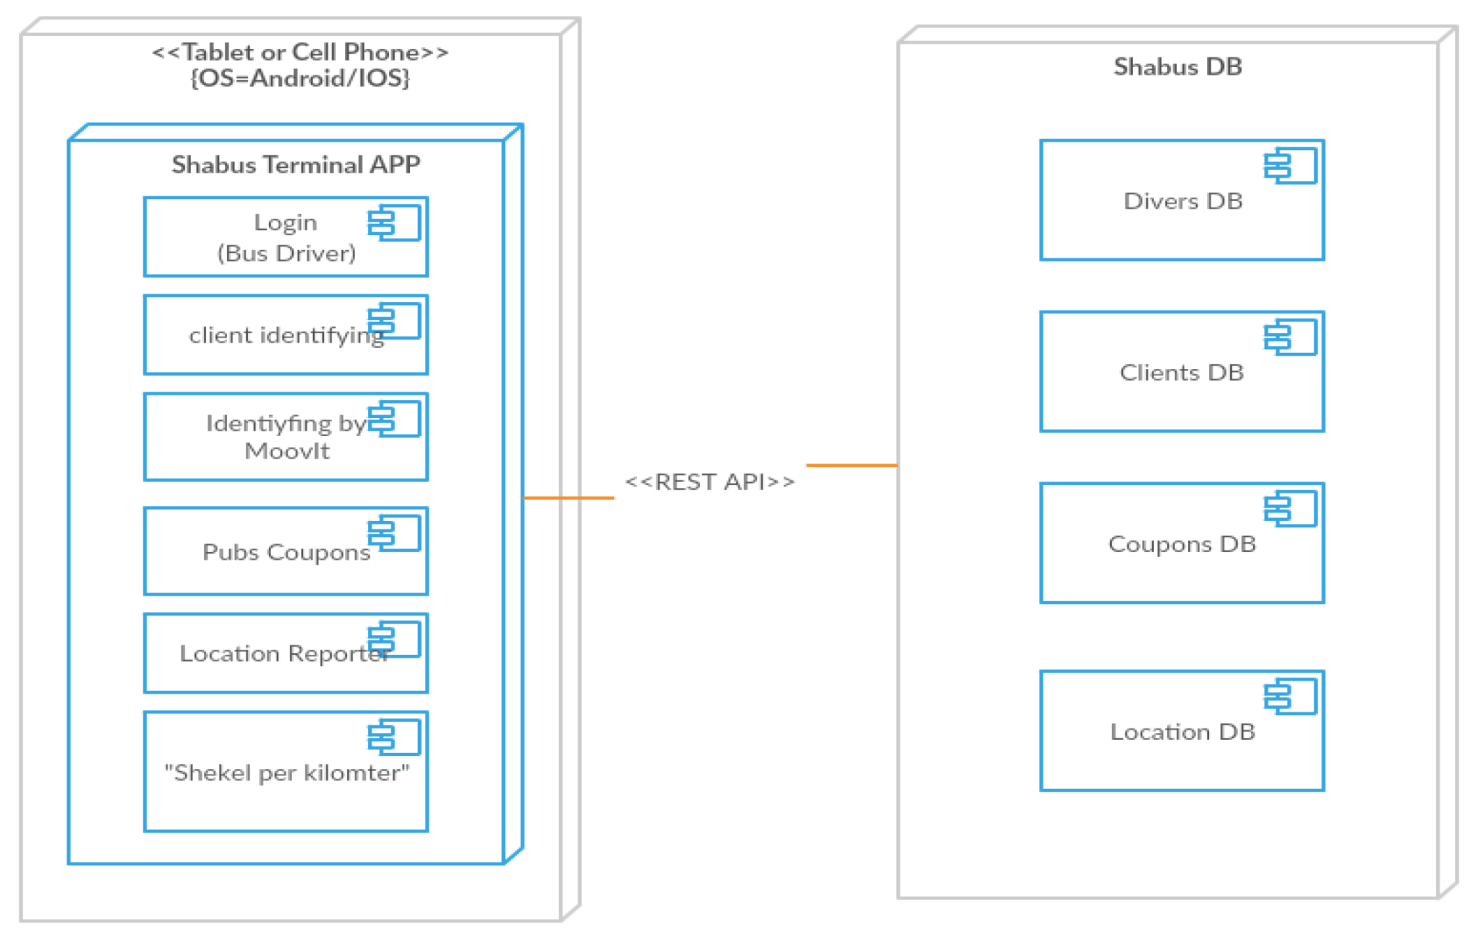 <<Tablet or Cell Phone>>
{OS=Android/IOS}
Shabus Terminal APP
Login
(Bus Driver)
client identifying
Identiyfing by
MoovIt
Pubs Coupons
Location Reporter
"Shekel per kilomter"
<<REST API>>
Shabus DB
Divers DB
Clients DB
Coupons DB
Location DB